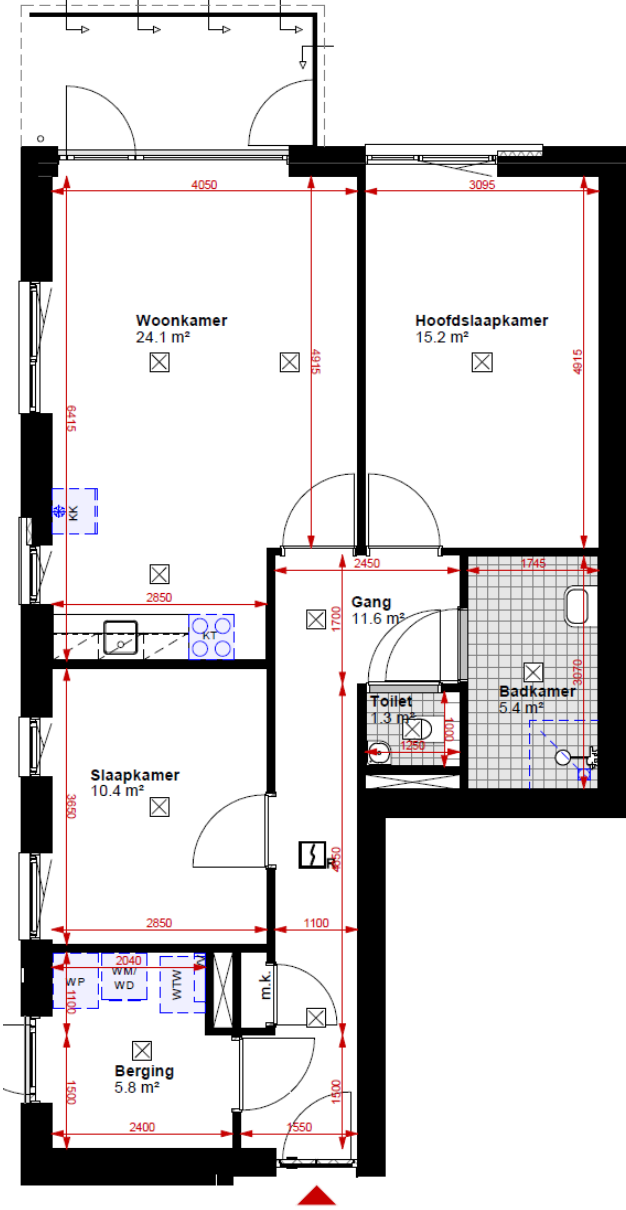 4050
3095
Woonkamer
24.1 m²
Hoofdslaapkamer
15.2 m²
4915
4915
6415
KK
2450
1745
2850
Gang
11.6 m²
1700
KT
3070
Badkamer
5.4 m²
Toilet
1.3 m²
1000
1250
Slaapkamer
10.4 m²
3650
4650
R
2850
1100
2040
WP
WM/
WD
WTW
m.k.
1100
Berging
5.8 m²
1500
1500
2400
1550